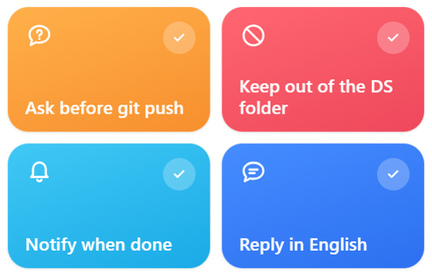 Ask before git push
Keep out of the DS
folder
Notify when done
Reply in English